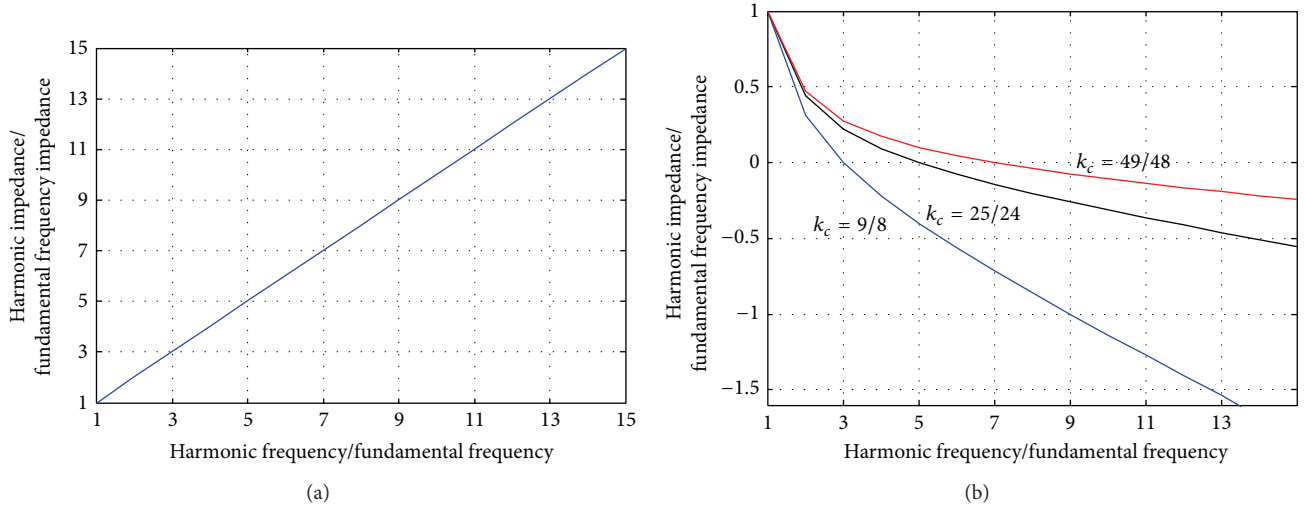 Harmonic impedance/
fundamental frequency impedance
15
13
11
9
7
5
3
1
1 3 5 7 9 11 13 15
Harmonic frequency/fundamental frequency
(a)
Harmonic impedance/
fundamental frequency impedance
1
0.5
0
−0.5
−1
−1.5
k_c = 49/48
k_c = 25/24
k_c = 9/8
1 3 5 7 9 11 13
Harmonic frequency/fundamental frequency
(b)